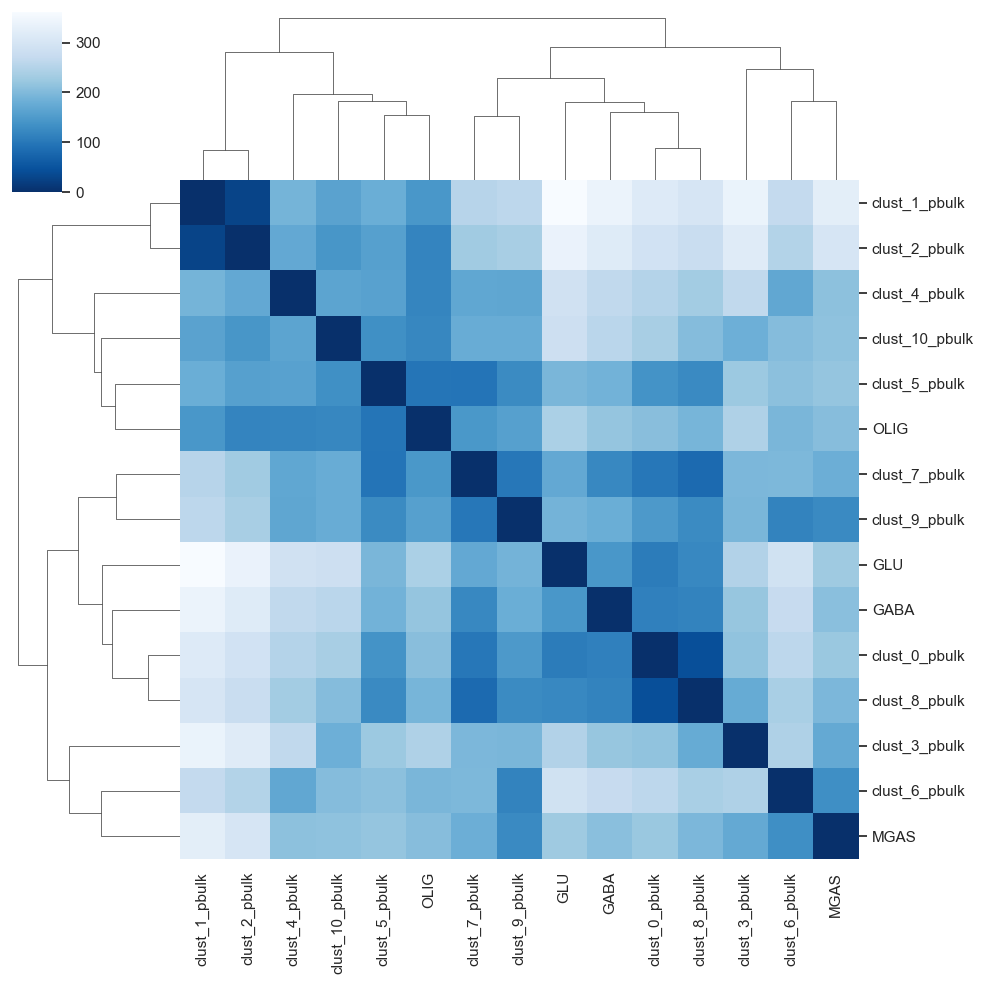 300
200
100
0
clust_1_pbulk
clust_2_pbulk
clust_4_pbulk
clust_10_pbulk
clust_5_pbulk
OLIG
clust_7_pbulk
clust_9_pbulk
GLU
GABA
clust_0_pbulk
clust_8_pbulk
clust_3_pbulk
clust_6_pbulk
MGAS
clust_1_pbulk
clust_2_pbulk
clust_4_pbulk
clust_10_pbulk
clust_5_pbulk
OLIG
clust_7_pbulk
clust_9_pbulk
GLU
GABA
clust_0_pbulk
clust_8_pbulk
clust_3_pbulk
clust_6_pbulk
MGAS